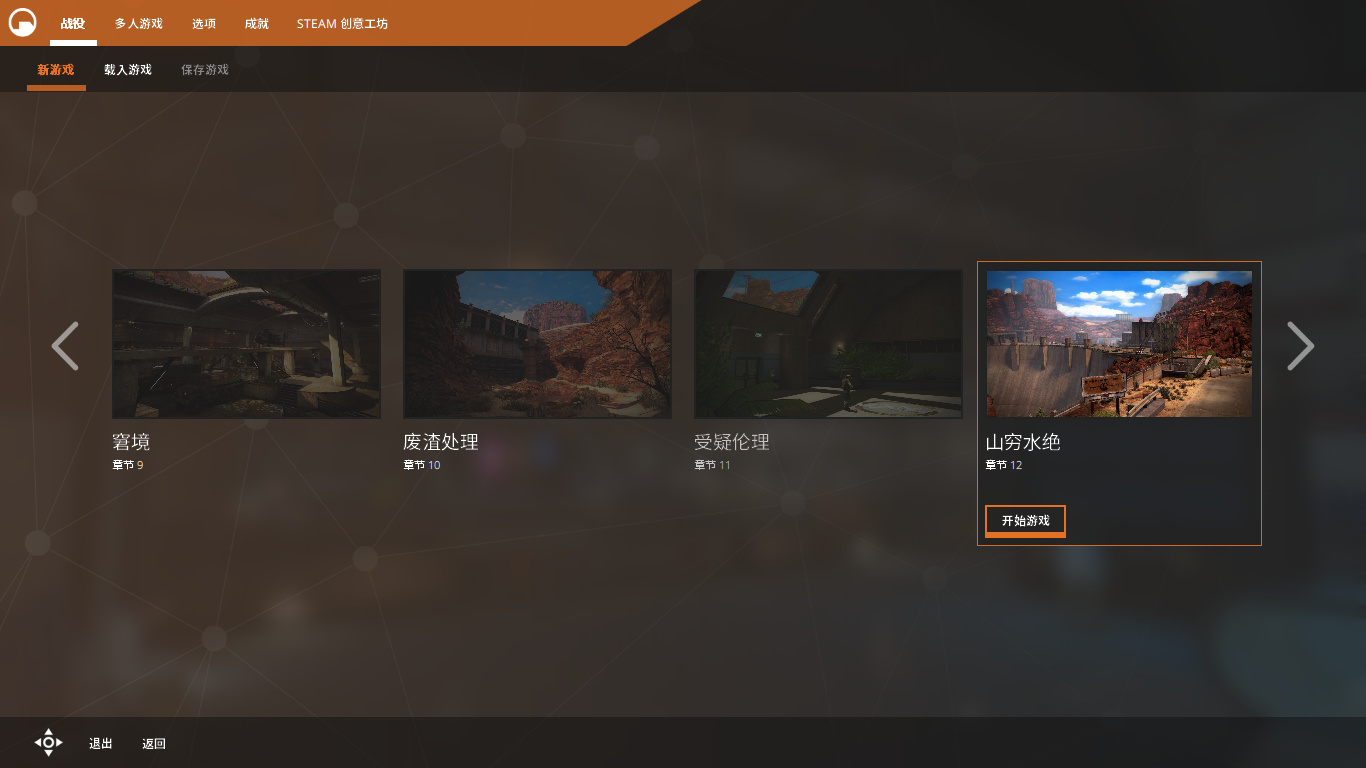 战役 多人游戏 选项 成就 STEAM 创意工坊
新游戏 载入游戏 保存游戏
窘境
章节 9
废渣处理
章节 10
受疑伦理
章节 11
山穷水绝
章节 12
开始游戏
退出 返回